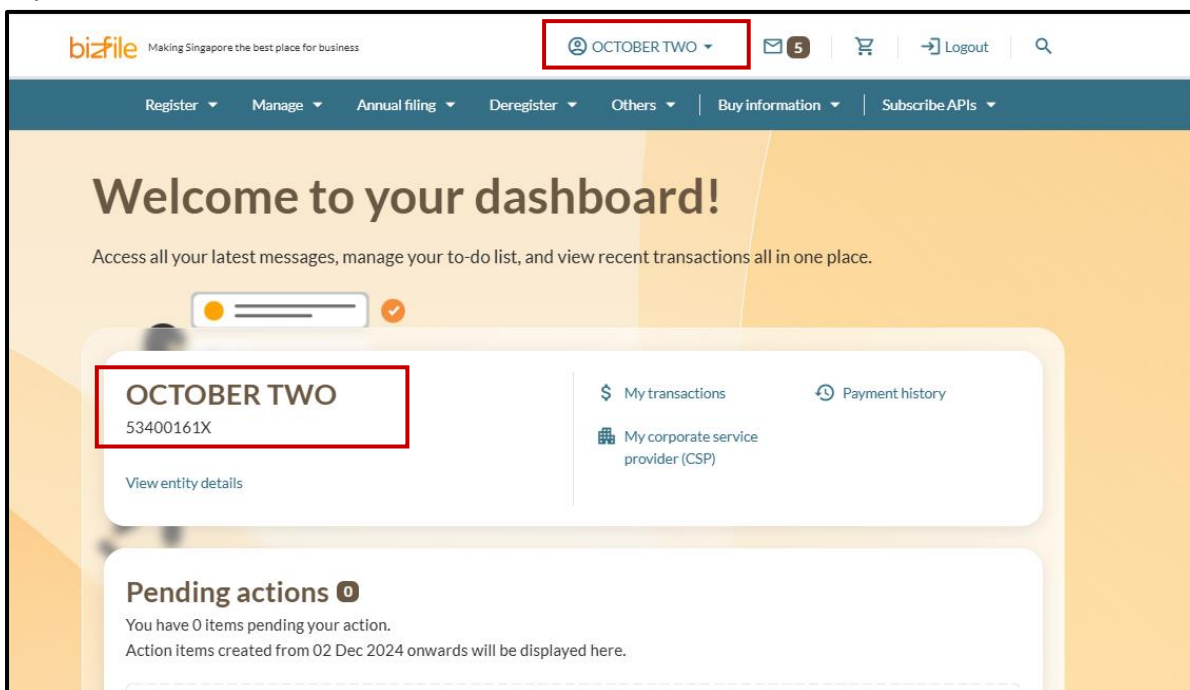 bizfile Making Singapore the best place for business OCTOBER TWO 5 Logout
Register Manage Annual filing Deregister Others Buy information Subscribe APIs
Welcome to your dashboard!
Access all your latest messages, manage your to-do list, and view recent transactions all in one place.
OCTOBER TWO
53400161X
View entity details
$ My transactions
Payment history
My corporate service
provider (CSP)
Pending actions 0
You have 0 items pending your action.
Action items created from 02 Dec 2024 onwards will be displayed here.